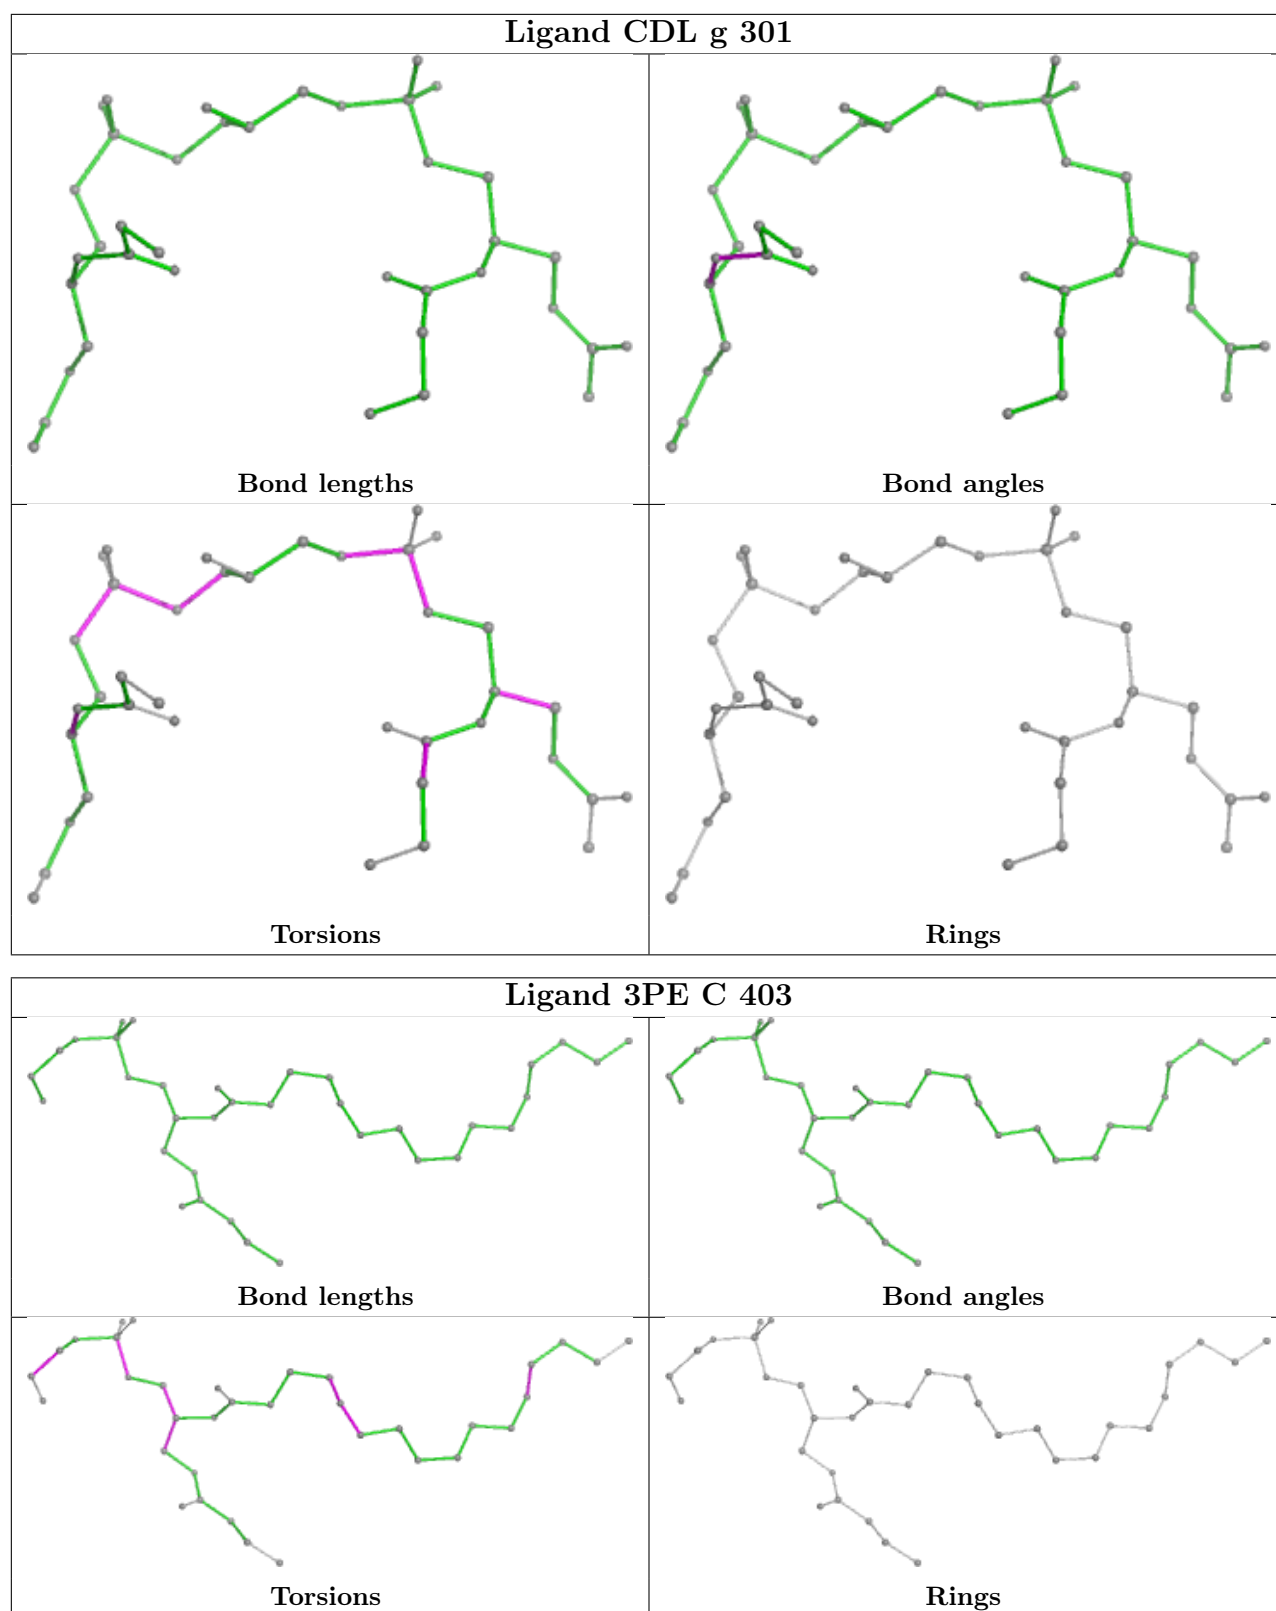 Ligand CDL g 301
Bond lengths
Bond angles
Torsions
Rings
Ligand 3PE C 403
Bond lengths
Bond angles
Torsions
Rings